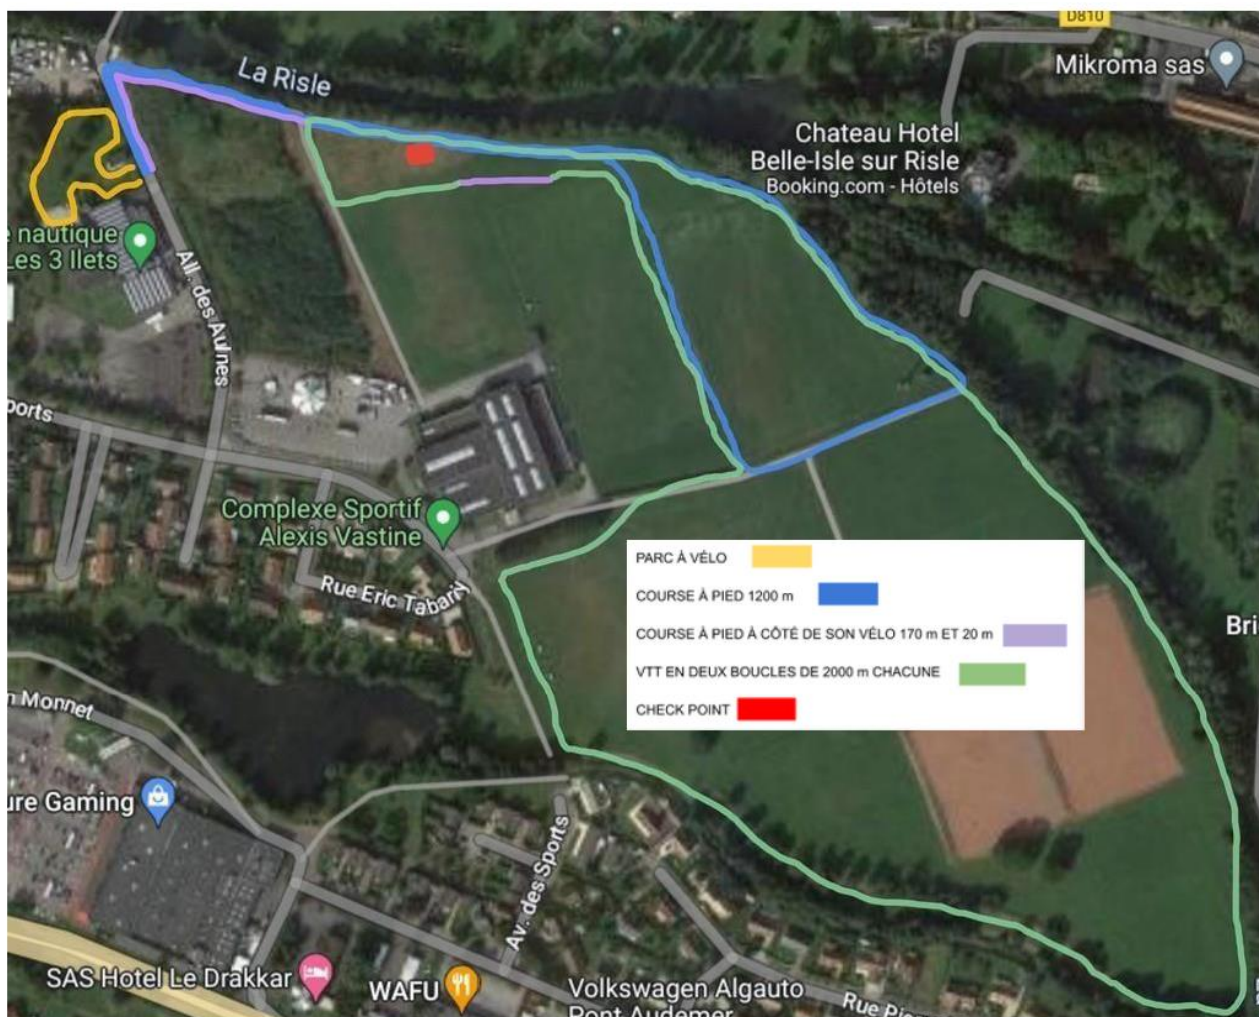 D810
Mikroma sas
La Risle
Chateau Hotel
Belle-Isle sur Risle
Booking.com - Hôtels
nautique
Les 3 Ilets
All. des Aulnes
ports
Complexe Sportif
Alexis Vastine
Rue Eric Tabarly
PARC À VÉLO
COURSE À PIED 1200 m
COURSE À PIED À CÔTÉ DE SON VÉLO 170 m ET 20 m
VTT EN DEUX BOUCLES DE 2000 m CHACUNE
CHECK POINT
Bri
n Monnet
ure Gaming
Av. des Sports
SAS Hotel Le Drakkar
WAFU
Volkswagen Algauto
Pont-Audemer
Rue Pie